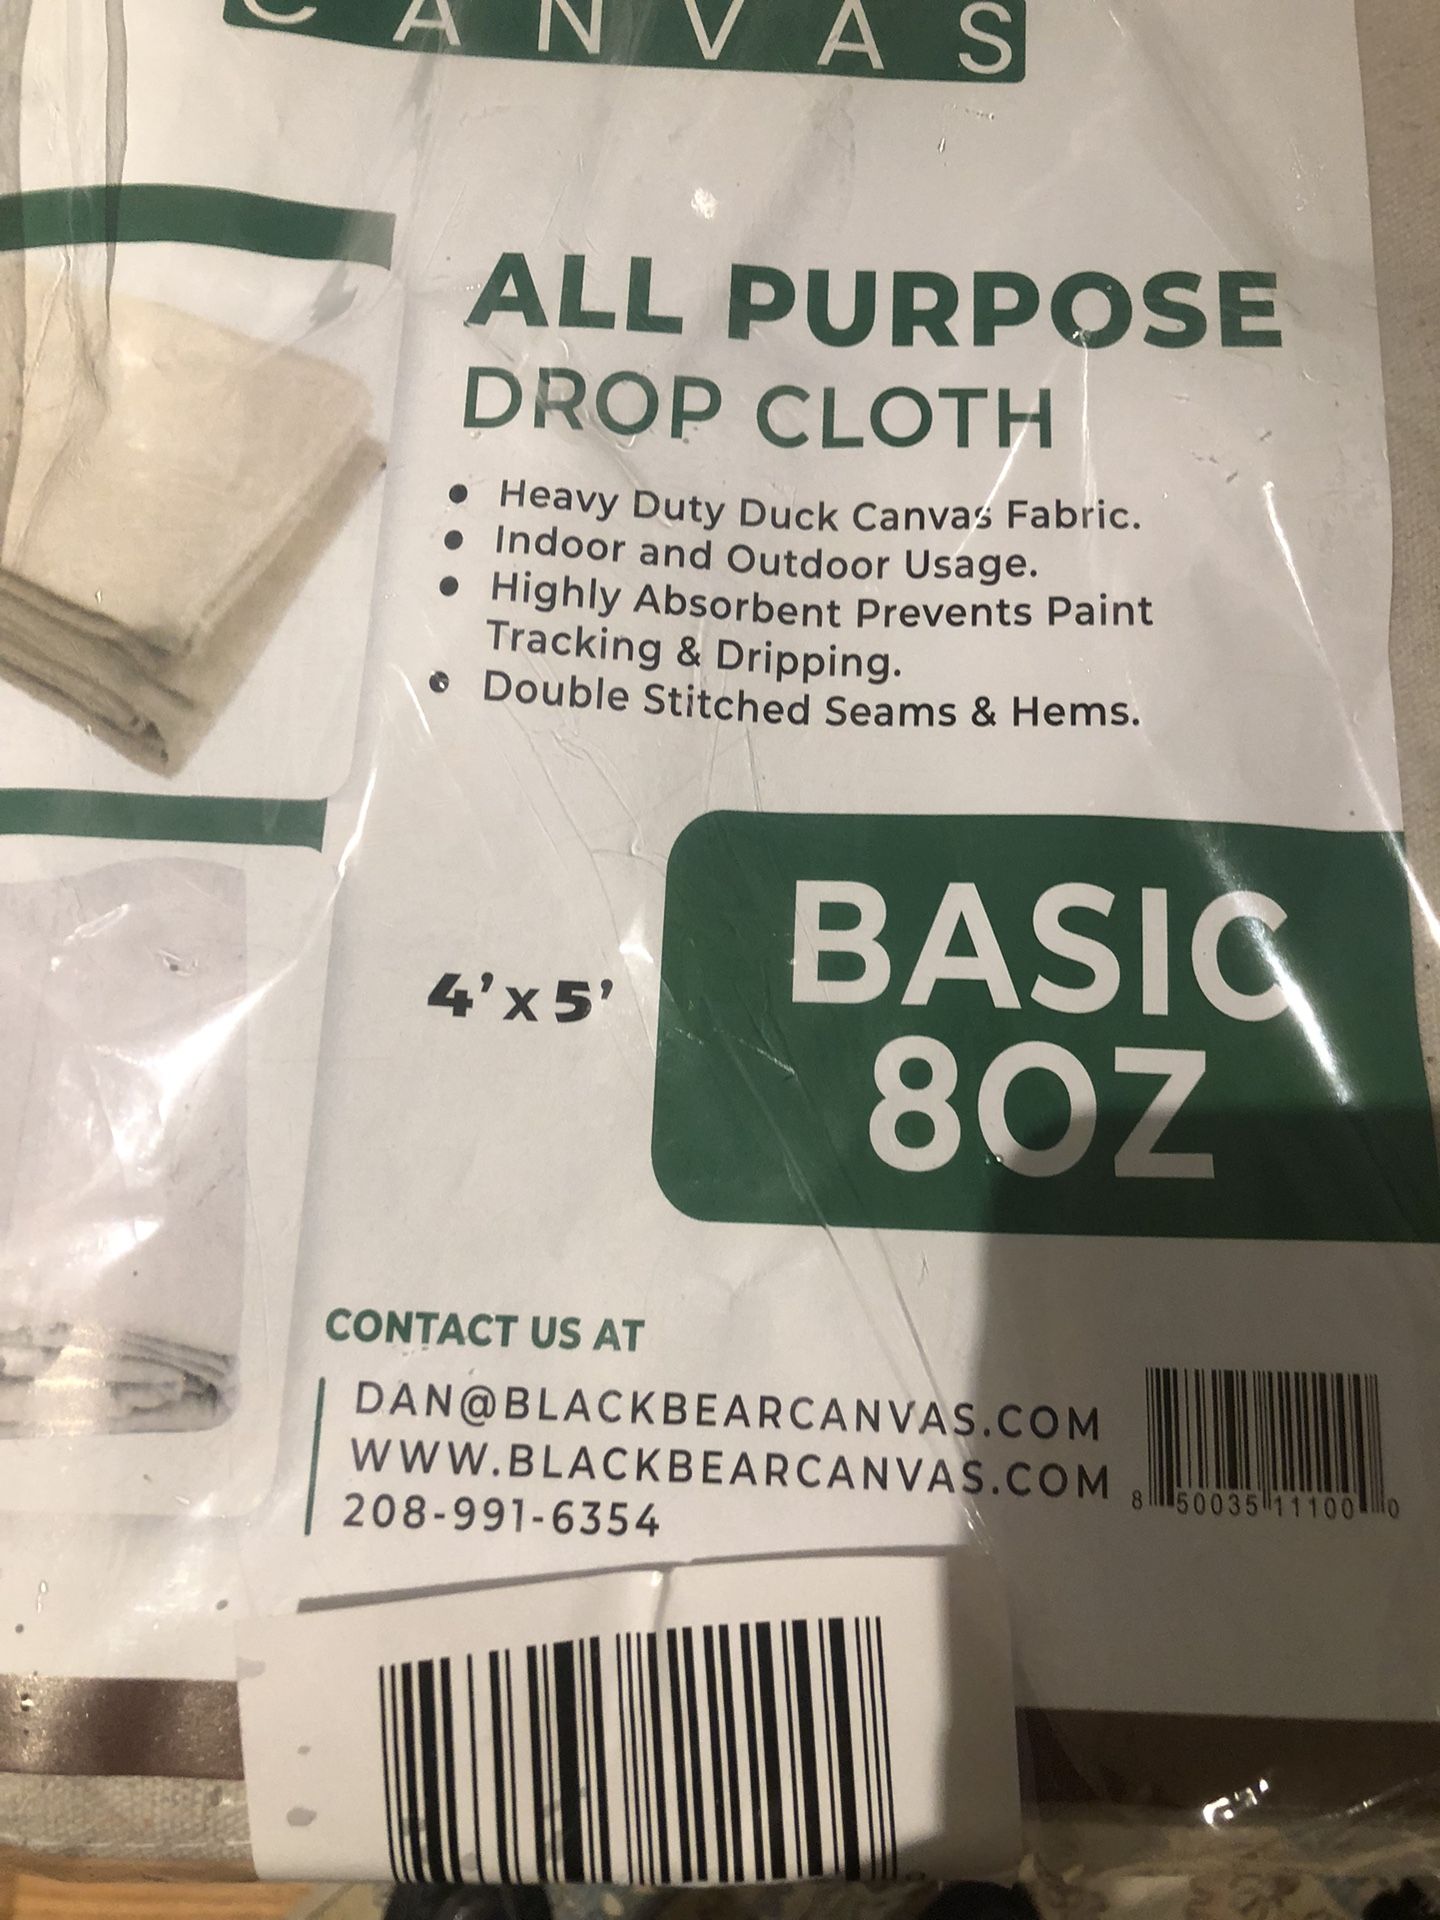 CANVAS
ALL PURPOSE
DROP CLOTH
• Heavy Duty Duck Canvas Fabric.
• Indoor and Outdoor Usage.
• Highly Absorbent Prevents Paint
Tracking & Dripping.
• Double Stitched Seams & Hems.
4'x5'
BASIC
8OZ
CONTACT US AT
DAN@BLACKBEARCANVAS.COM
WWW.BLACKBEARCANVAS.COM
208-991-6354
8 50035 11100 0